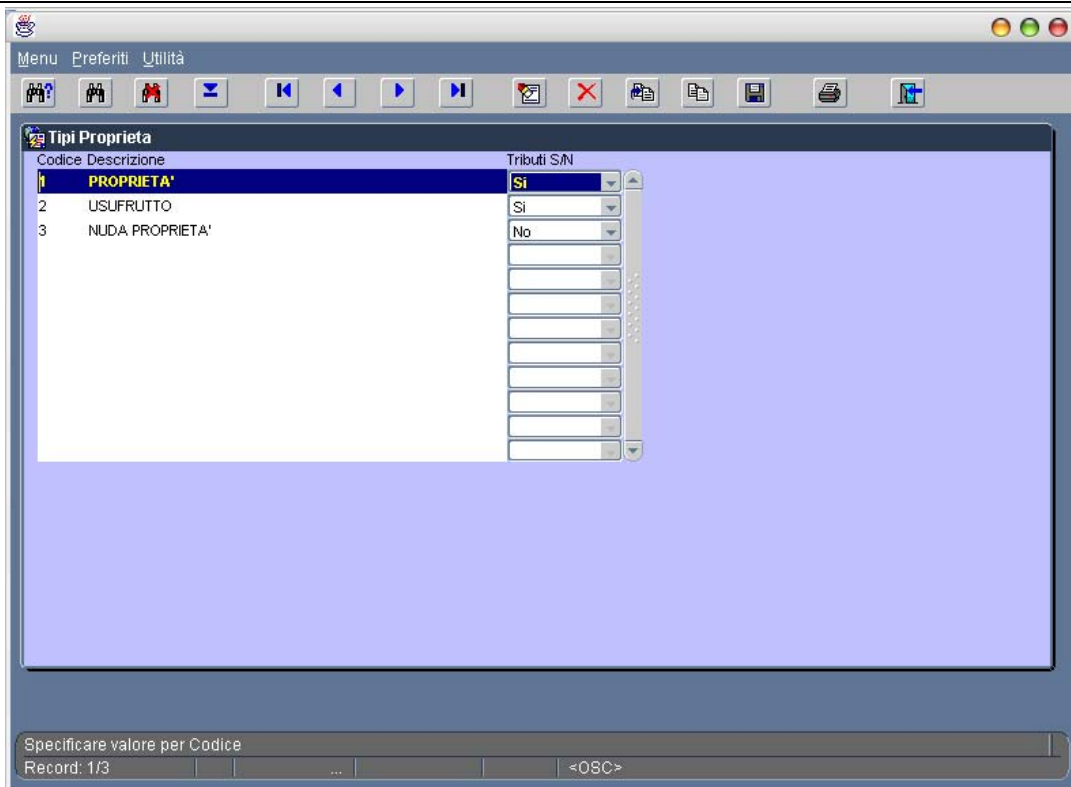 Menu Preferiti Utilità
Tipi Proprieta
Codice Descrizione Tributi S/N
1 PROPRIETA' Si
2 USUFRUTTO Si
3 NUDA PROPRIETA' No
Specificare valore per Codice
Record: 1/3 ... <OSC>